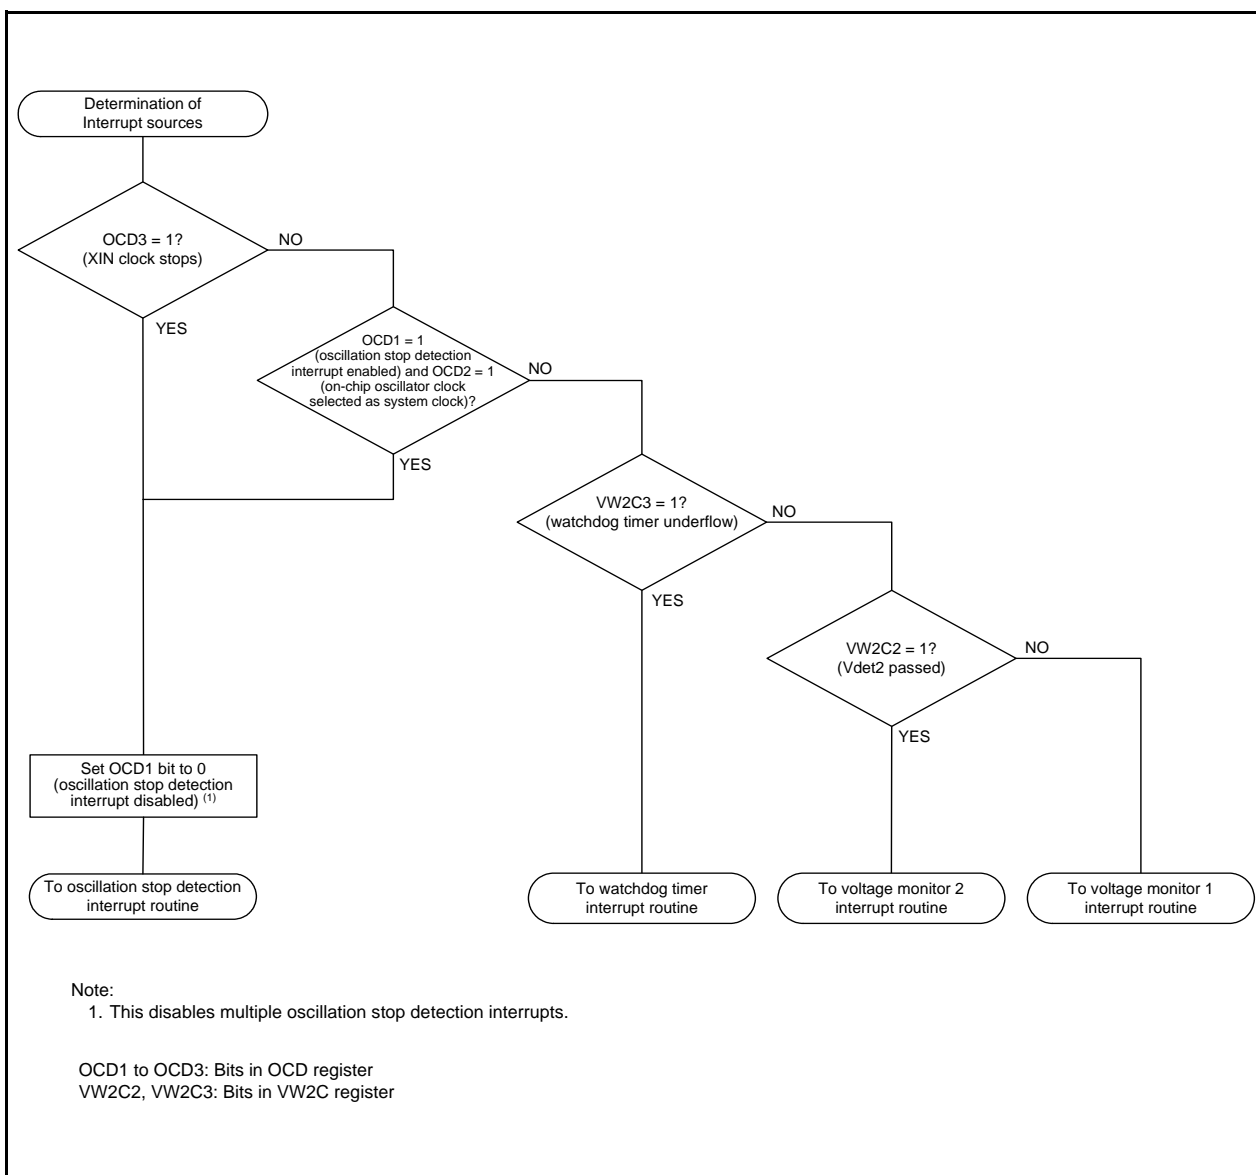 Determination of
Interrupt sources
OCD3 = 1?
(XIN clock stops)
NO
YES
OCD1 = 1
(oscillation stop detection
interrupt enabled) and OCD2 = 1
(on-chip oscillator clock
selected as system clock)?
NO
YES
VW2C3 = 1?
(watchdog timer underflow)
NO
YES
VW2C2 = 1?
(Vdet2 passed)
NO
YES
Set OCD1 bit to 0
(oscillation stop detection
interrupt disabled) (1)
To oscillation stop detection
interrupt routine
To watchdog timer
interrupt routine
To voltage monitor 2
interrupt routine
To voltage monitor 1
interrupt routine
Note:
1. This disables multiple oscillation stop detection interrupts.
OCD1 to OCD3: Bits in OCD register
VW2C2, VW2C3: Bits in VW2C register